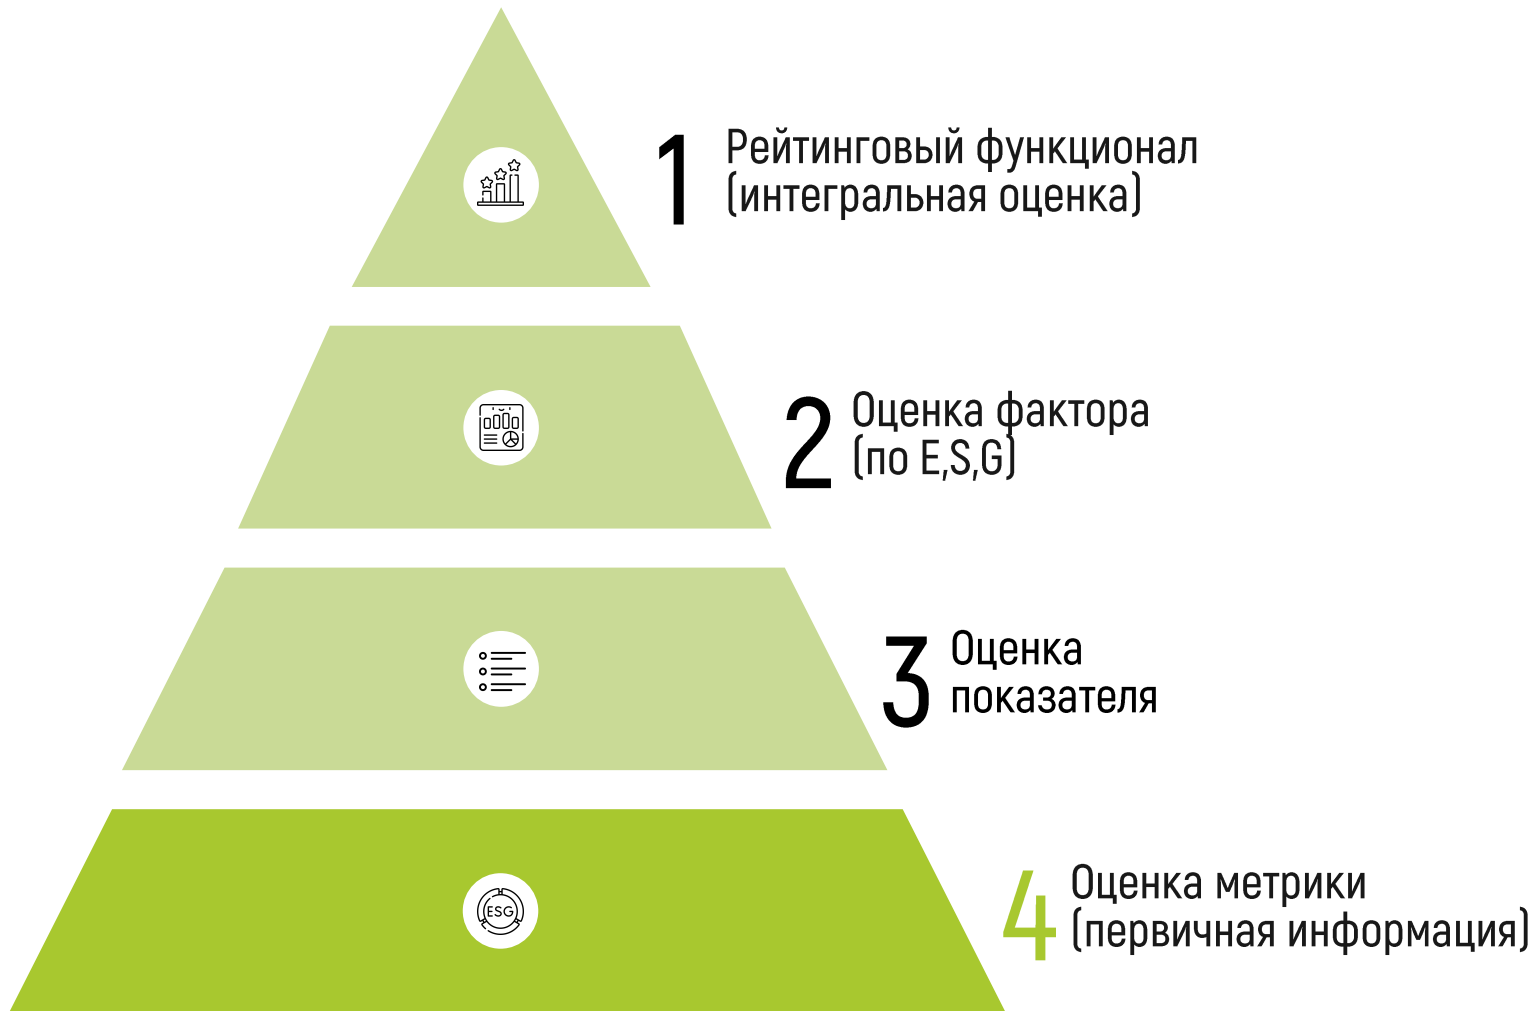 1
Рейтинговый функционал
(интегральная оценка)
2
Оценка фактора
(по E,S,G)
3
Оценка
показателя
ESG
4
Оценка метрики
(первичная информация)